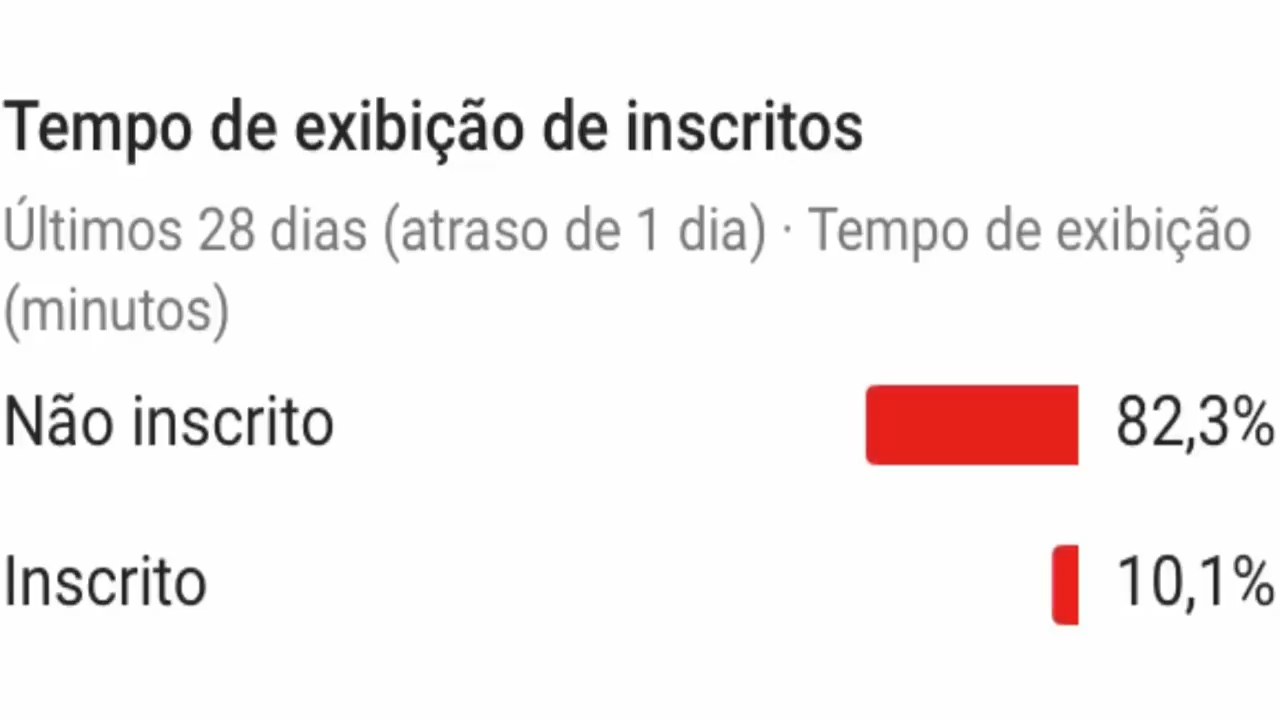 Tempo de exibição de inscritos
Últimos 28 dias (atraso de 1 dia) · Tempo de exibição
(minutos)
Não inscrito 82,3%
Inscrito 10,1%